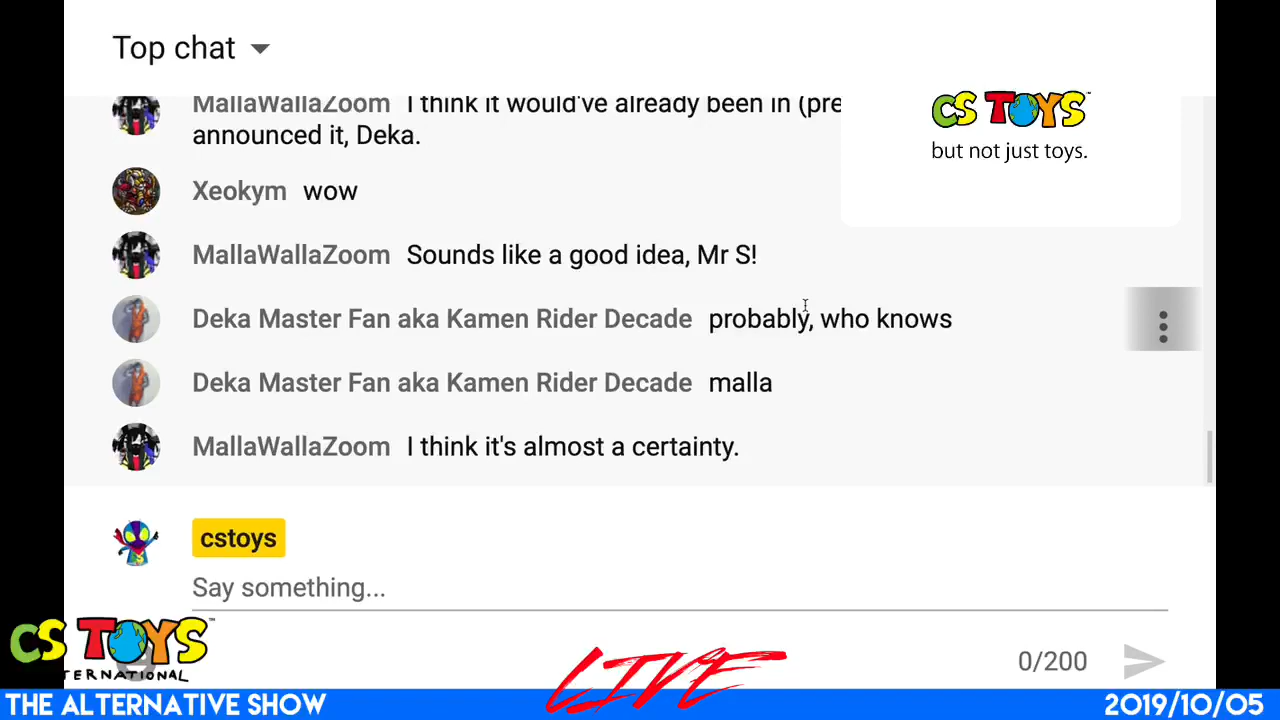 Top chat
MallaWallaZoom I think it would've already been in (pre
announced it, Deka.
CS TOYS™
but not just toys.
Xeokym wow
MallaWallaZoom Sounds like a good idea, Mr S!
Deka Master Fan aka Kamen Rider Decade probably, who knows
Deka Master Fan aka Kamen Rider Decade malla
MallaWallaZoom I think it's almost a certainty.
cstoys
Say something...
CS TOYS™
TERNATIONAL
LIVE
0/200
THE ALTERNATIVE SHOW
2019/10/05